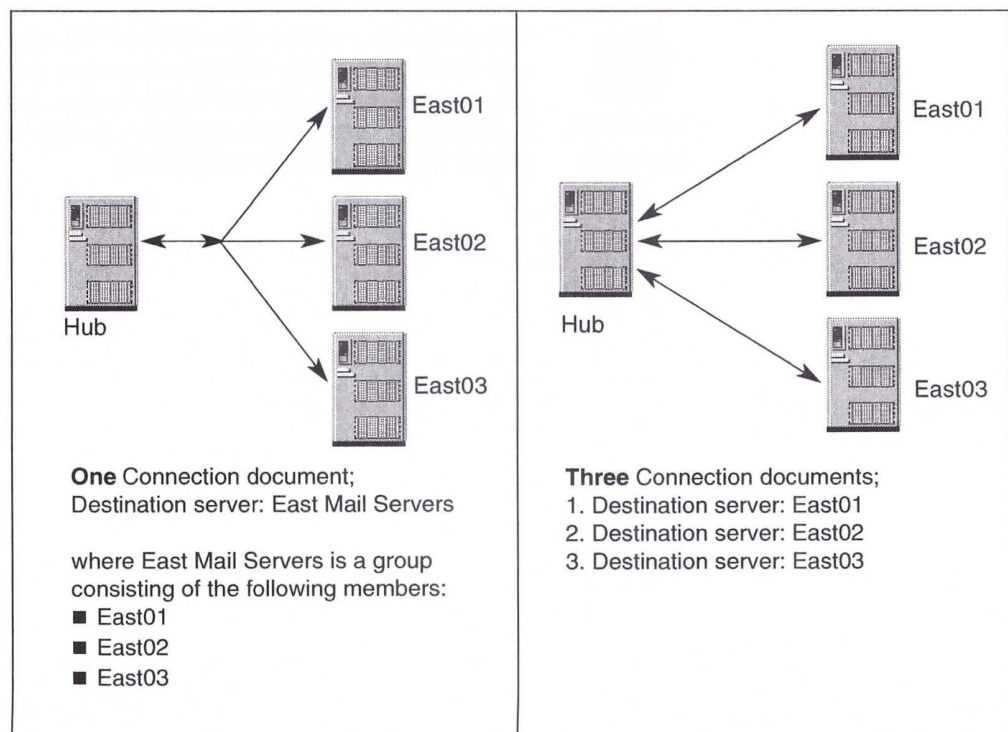 East01
East02
East03
Hub
One Connection document;
Destination server: East Mail Servers
where East Mail Servers is a group
consisting of the following members:
■ East01
■ East02
■ East03
East01
East02
East03
Hub
Three Connection documents;
1. Destination server: East01
2. Destination server: East02
3. Destination server: East03